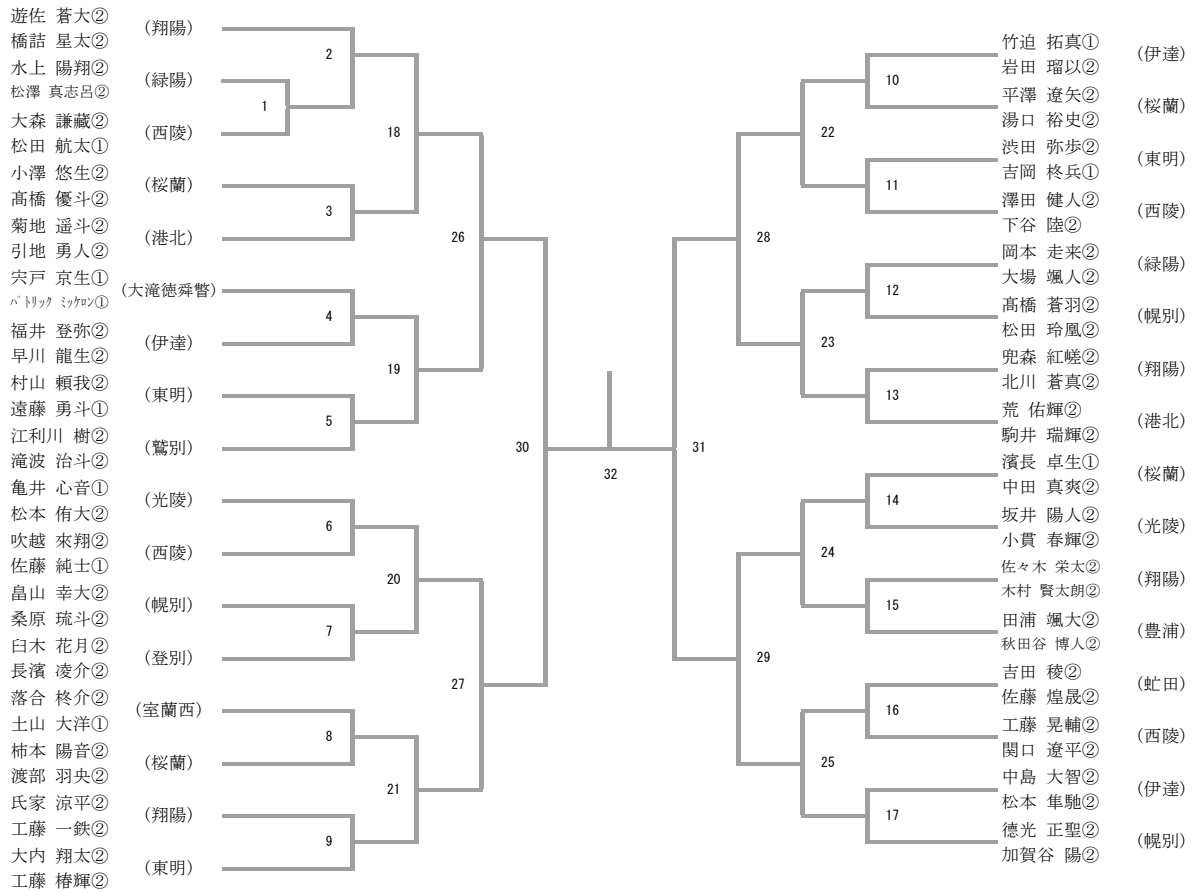 遊佐 蒼大②
橋詰 星太②
(翔陽)
水上 陽翔②
松澤 真志呂②
(緑陽)
大森 謙藏②
松田 航太①
(西陵)
小澤 悠生②
髙橋 優斗②
(桜蘭)
菊地 遥斗②
引地 勇人②
(港北)
宍戸 京生①
ﾊﾟﾄﾘｯｸ ﾐｯｹﾛﾝ①
(大滝徳舜瞥)
福井 登弥②
早川 龍生②
(伊達)
村山 頼我②
遠藤 勇斗①
(東明)
江利川 樹②
滝波 治斗②
(鷲別)
亀井 心音①
松本 侑大②
(光陵)
吹越 來翔②
佐藤 純士①
(西陵)
畠山 幸大②
桑原 琉斗②
(幌別)
臼木 花月②
長濱 凌介②
(登別)
落合 柊介②
土山 大洋①
(室蘭西)
柿本 陽音②
渡部 羽央②
(桜蘭)
氏家 涼平②
工藤 一鉄②
(翔陽)
大内 翔太②
工藤 椿輝②
(東明)
1
2
3
4
5
6
7
8
9
18
19
20
21
26
27
30
32
31
28
29
22
23
24
25
10
11
12
13
14
15
16
17
竹迫 拓真①
岩田 瑠以②
(伊達)
平澤 遼矢②
湯口 裕史②
(桜蘭)
渋田 弥歩②
吉岡 柊兵①
(東明)
澤田 健人②
下谷 陸②
(西陵)
岡本 走来②
大場 颯人②
(緑陽)
髙橋 蒼羽②
松田 玲凰②
(幌別)
兜森 紅嵯②
北川 蒼真②
(翔陽)
荒 佑輝②
駒井 瑞輝②
(港北)
濱長 卓生①
中田 真爽②
(桜蘭)
坂井 陽人②
小貫 春輝②
(光陵)
佐々木 栄太②
木村 賢太朗②
(翔陽)
田浦 颯大②
秋田谷 博人②
(豊浦)
吉田 稜②
佐藤 煌晟②
(虻田)
工藤 晃輔②
関口 遼平②
(西陵)
中島 大智②
松本 隼馳②
(伊達)
德光 正聖②
加賀谷 陽②
(幌別)